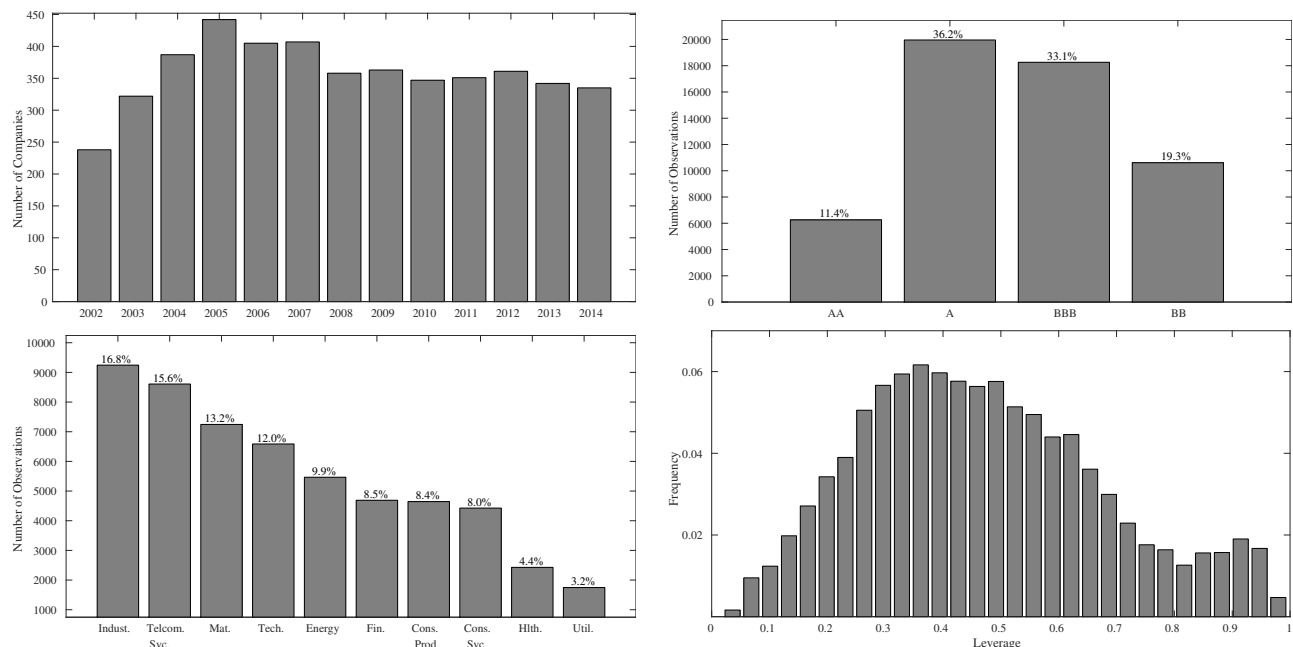 Number of Companies
450
400
350
300
250
200
150
100
50
0
2002 2003 2004 2005 2006 2007 2008 2009 2010 2011 2012 2013 2014
Number of Observations
20000
18000
16000
14000
12000
10000
8000
6000
4000
2000
0
11.4% 36.2% 33.1% 19.3%
AA A BBB BB
Number of Observations
10000
9000
8000
7000
6000
5000
4000
3000
2000
1000
16.8% 15.6% 13.2% 12.0% 9.9% 8.5% 8.4% 8.0% 4.4% 3.2%
Indust. Telcom. Mat. Tech. Energy Fin. Cons. Cons. Hlth. Util.
Svc. Prod. Svc.
Frequency
0.06
0.04
0.02
0 0.1 0.2 0.3 0.4 0.5 0.6 0.7 0.8 0.9 1
Leverage